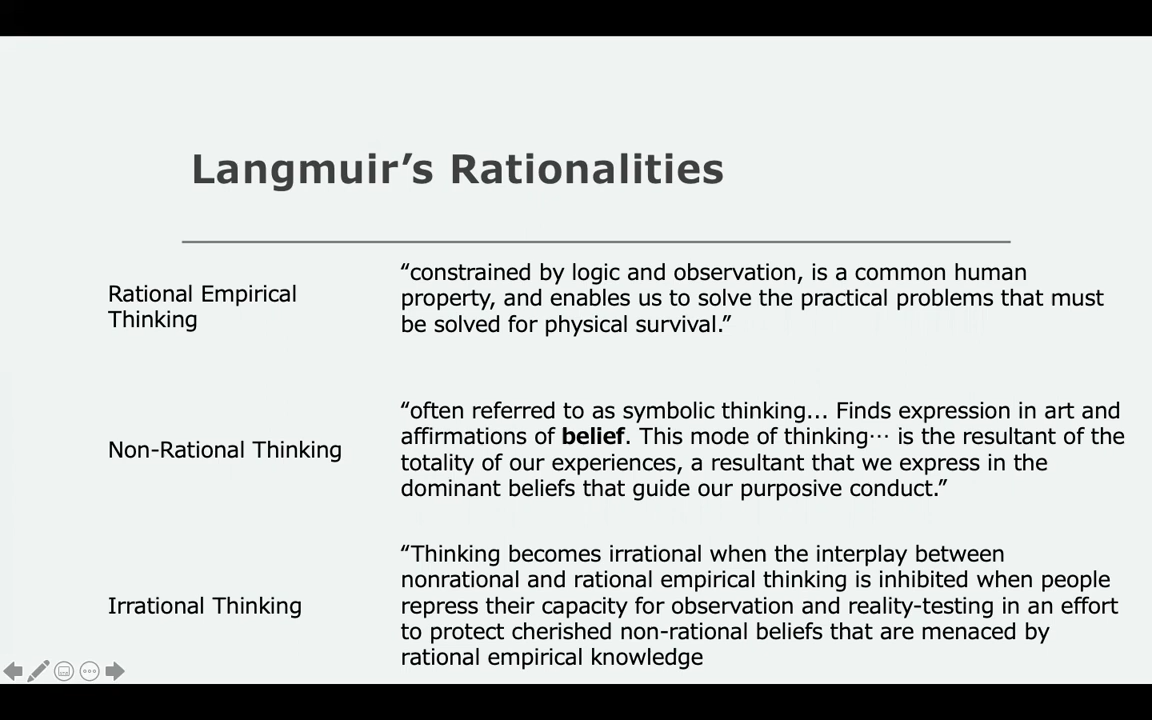 Langmuir’s Rationalities
Rational Empirical
Thinking
“constrained by logic and observation, is a common human
property, and enables us to solve the practical problems that must
be solved for physical survival.”
Non-Rational Thinking
“often referred to as symbolic thinking... Finds expression in art and
affirmations of belief. This mode of thinking⋯ is the resultant of the
totality of our experiences, a resultant that we express in the
dominant beliefs that guide our purposive conduct.”
Irrational Thinking
“Thinking becomes irrational when the interplay between
nonrational and rational empirical thinking is inhibited when people
repress their capacity for observation and reality-testing in an effort
to protect cherished non-rational beliefs that are menaced by
rational empirical knowledge